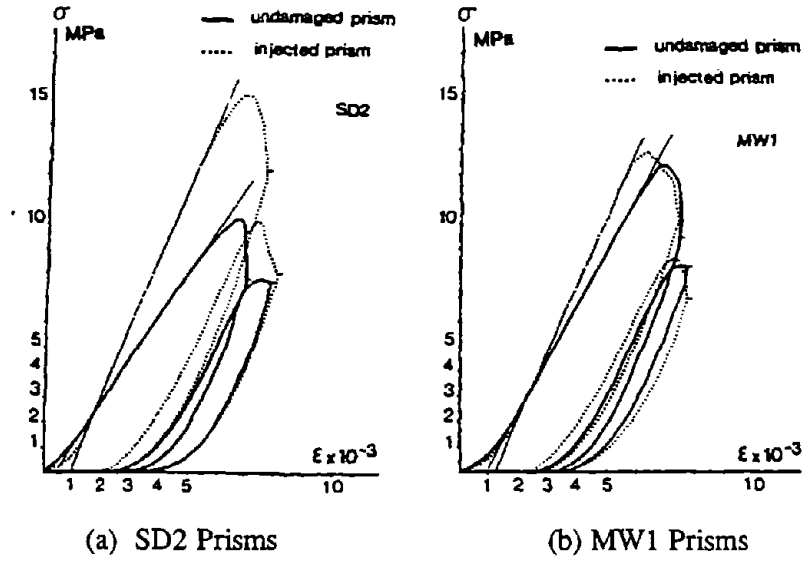 σ
MPa
undamaged prism
injected prism
SD2
15
10
5
4
3
2
1
1 2 3 4 5 10
εx10⁻³
(a) SD2 Prisms
σ
MPa
undamaged prism
injected prism
MW1
15
10
5
4
3
2
1
1 2 3 4 5 10
εx10⁻³
(b) MW1 Prisms